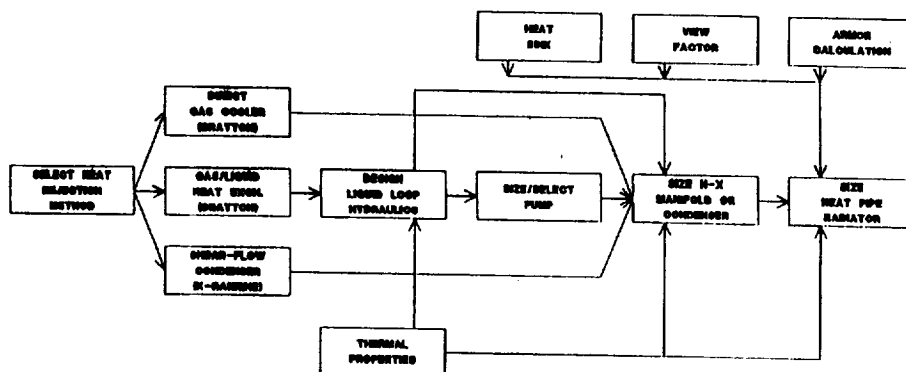 HEAT
SINK
VIEW
FACTOR
ARMOR
CALCULATION
DIRECT
GAS COOLER
(BRAYTON)
SELECT HEAT
REJECTION
METHOD
GAS/LIQUID
HEAT EXCH.
(BRAYTON)
DESIGN
LIQUID LOOP
HYDRAULICS
SIZE/SELECT
PUMP
SIZE H-X
MANIFOLD OR
CONDENSER
SIZE
HEAT PIPE
RADIATOR
SHEAR-FLOW
CONDENSER
(K-RANKINE)
THERMAL
PROPERTIES